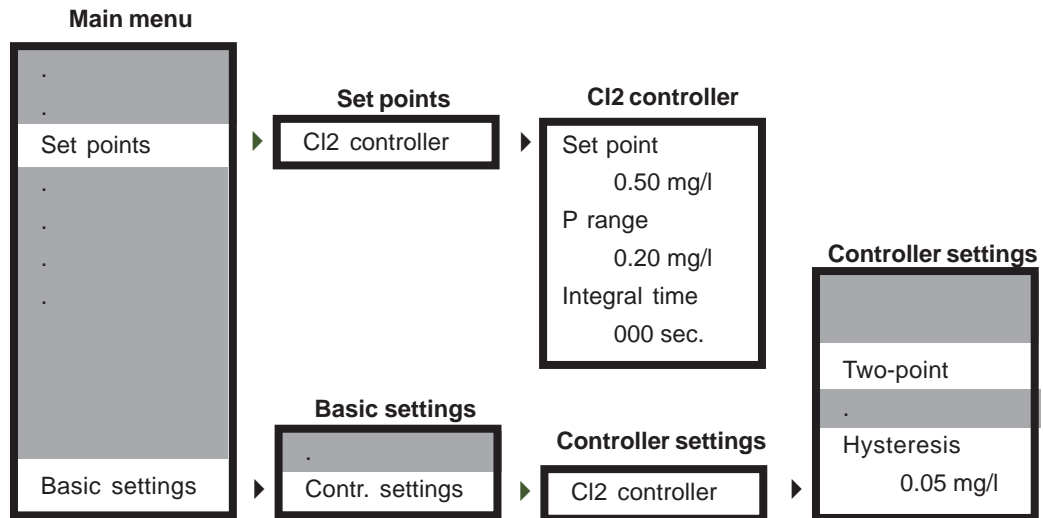 Main menu
.
.
Set points
.
.
.
.
Basic settings
Set points
Cl2 controller
Cl2 controller
Set point
0.50 mg/l
P range
0.20 mg/l
Integral time
000 sec.
Basic settings
.
Contr. settings
Controller settings
Cl2 controller
Controller settings
Two-point
.
Hysteresis
0.05 mg/l